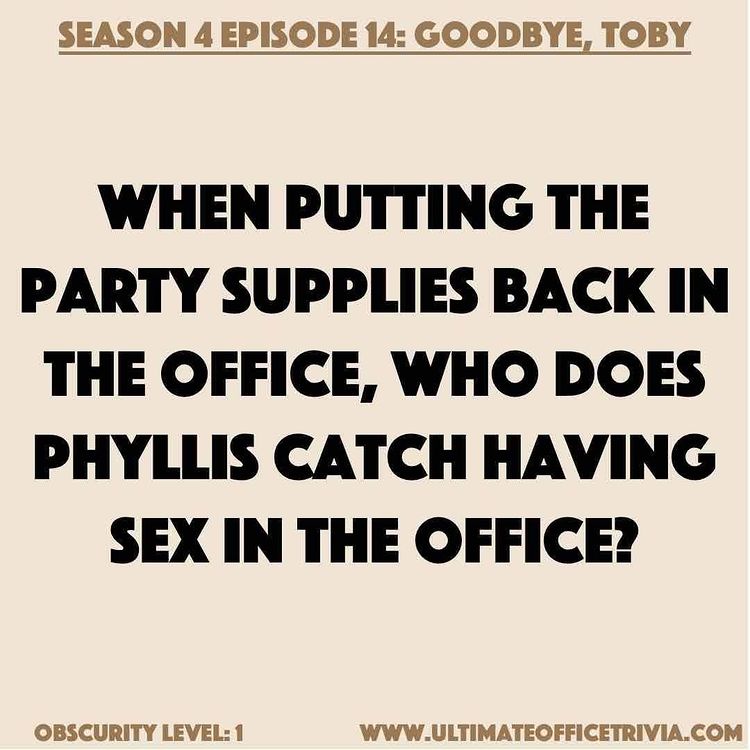 SEASON 4 EPISODE 14: GOODBYE, TOBY
WHEN PUTTING THE
PARTY SUPPLIES BACK IN
THE OFFICE, WHO DOES
PHYLLIS CATCH HAVING
SEX IN THE OFFICE?
OBSCURITY LEVEL: 1
WWW.ULTIMATEOFFICETRIVIA.COM